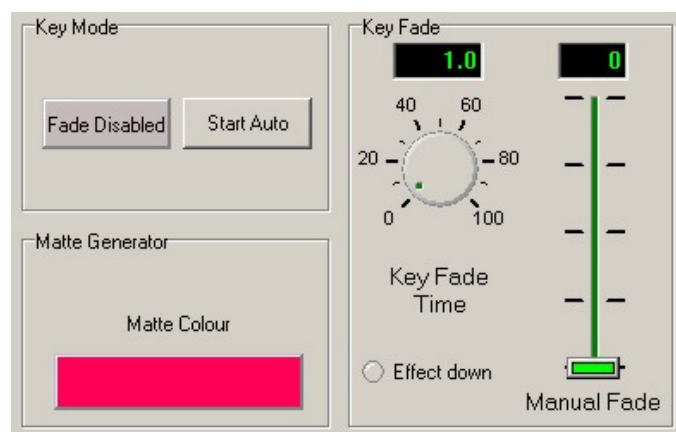 Key Mode
Fade Disabled
Start Auto
Matte Generator
Matte Colour
Key Fade
1.0
0
40 60
20 80
0 100
Key Fade
Time
Effect down
Manual Fade